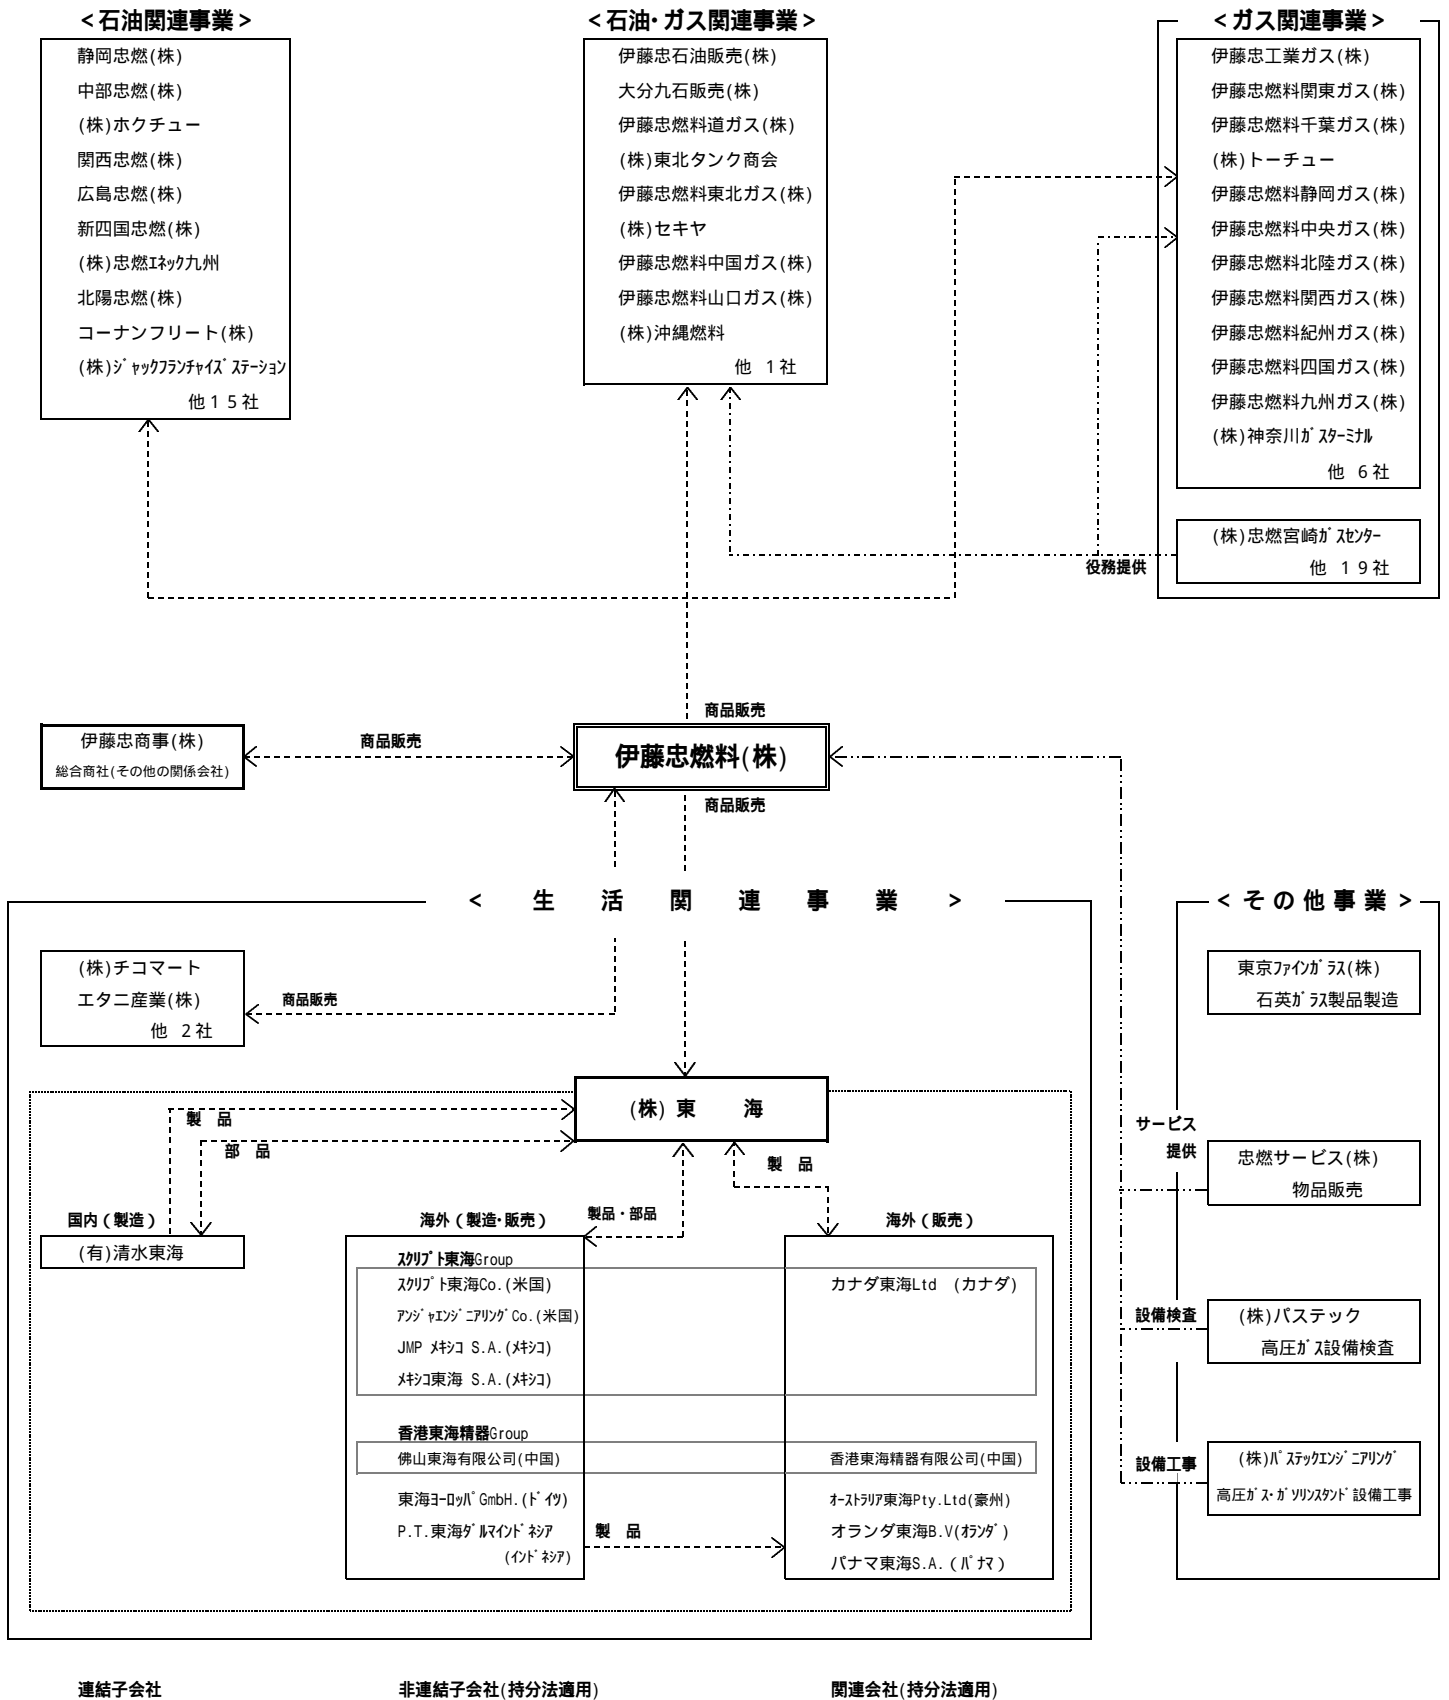 <石油関連事業>
静岡忠燃(株)
中部忠燃(株)
(株)ホクチュー
関西忠燃(株)
広島忠燃(株)
新四国忠燃(株)
(株)忠燃ｴﾈｯｸ九州
北陽忠燃(株)
コーナンフリート(株)
(株)ｼﾞｬｯｸﾌﾗﾝﾁｬｲｽﾞｽﾃｰｼｮﾝ
他15社
<石油･ガス関連事業>
伊藤忠石油販売(株)
大分九石販売(株)
伊藤忠燃料道ガス(株)
(株)東北タンク商会
伊藤忠燃料東北ガス(株)
(株)セキヤ
伊藤忠燃料中国ガス(株)
伊藤忠燃料山口ガス(株)
(株)沖縄燃料
他 1社
<ガス関連事業>
伊藤忠工業ガス(株)
伊藤忠燃料関東ガス(株)
伊藤忠燃料千葉ガス(株)
(株)トーチュー
伊藤忠燃料静岡ガス(株)
伊藤忠燃料中央ガス(株)
伊藤忠燃料北陸ガス(株)
伊藤忠燃料関西ガス(株)
伊藤忠燃料紀州ガス(株)
伊藤忠燃料四国ガス(株)
伊藤忠燃料九州ガス(株)
(株)神奈川ｶﾞｽﾀｰﾐﾅﾙ
他 6社
(株)忠燃宮崎ｶﾞｽｾﾝﾀｰ
他 19社
役務提供
商品販売
伊藤忠商事(株)
総合商社(その他の関係会社)
商品販売
伊藤忠燃料(株)
商品販売
< 生 活 関 連 事 業 >
(株)チコマート
エタニ産業(株)
他 2社
商品販売
(株) 東 海
製 品
部 品
製 品
国内(製造)
(有)清水東海
海外(製造･販売)
製品・部品
海外(販売)
ｽｸﾘﾌﾟﾄ東海Group
ｽｸﾘﾌﾟﾄ東海Co.(米国)
ｱﾝｼﾞｬｴﾝｼﾞﾆｱﾘﾝｸﾞCo.(米国)
JMP ﾒｷｼｺ S.A.(ﾒｷｼｺ)
ﾒｷｼｺ東海 S.A.(ﾒｷｼｺ)
カナダ東海Ltd (カナダ)
香港東海精器Group
佛山東海有限公司(中国)
香港東海精器有限公司(中国)
東海ﾖｰﾛｯﾊﾟGmbH.(ﾄﾞｲﾂ)
P.T.東海ﾀﾞﾙﾏｲﾝﾄﾞﾈｼｱ
(ｲﾝﾄﾞﾈｼｱ)
製 品
ｵｰｽﾄﾗﾘｱ東海Pty.Ltd(豪州)
オランダ東海B.V(ｵﾗﾝﾀﾞ)
パナマ東海S.A.(ﾊﾟﾅﾏ)
<その他事業>
東京ﾌｧｲﾝｶﾞﾗｽ(株)
石英ｶﾞﾗｽ製品製造
サービス
提供
忠燃サービス(株)
物品販売
設備検査
(株)パステック
高圧ｶﾞｽ設備検査
設備工事
(株)ﾊﾟｽﾃｯｸｴﾝｼﾞﾆｱﾘﾝｸﾞ
高圧ｶﾞｽ･ｶﾞｿﾘﾝｽﾀﾝﾄﾞ設備工事
連結子会社
非連結子会社(持分法適用)
関連会社(持分法適用)